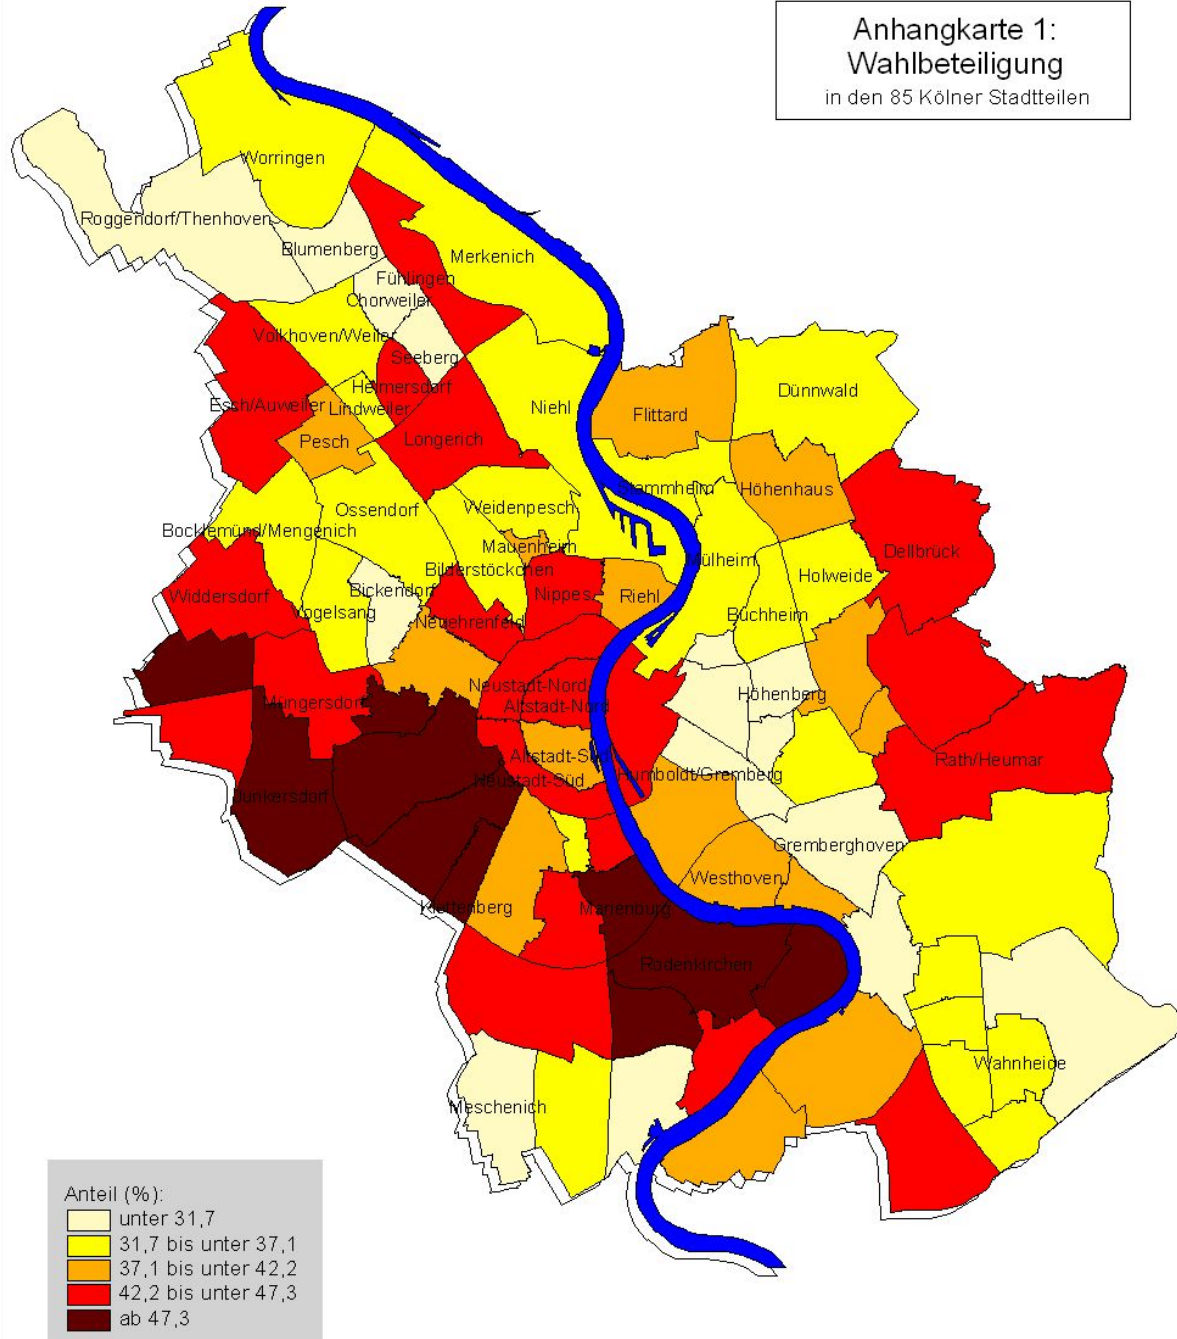 Anhangkarte 1:
Wahlbeteiligung
in den 85 Kölner Stadtteilen
Worringen
Roggendorf/Thenhoven
Blumenberg
Merkenich
Fühlingen
Chorweiler
Volkhoven/Weiler
Seeberg
Heimersdorf
Dünnwald
Esch/Auweiler
Lindweiler
Niehl
Flittard
Pesch
Longerich
Stammheim
Höhenhaus
Weidenpesch
Ossendorf
Bocklemünd/Mengenich
Mauenheim
Dellbrück
Mülheim
Bilderstöckchen
Holweide
Widdersdorf
Bickendorf
Nippes
Riehl
Vogelsang
Neuehrenfeld
Buchheim
Neustadt-Nord
Höhenberg
Müngersdorf
Altstadt-Nord
Altstadt-Süd
Rath/Heumar
Neustadt-Süd
Humboldt/Gremberg
Junkersdorf
Gremberghoven
Westhoven
Klettenberg
Marienburg
Rodenkirchen
Wahnheide
Meschenich
Anteil (%):
unter 31,7
31,7 bis unter 37,1
37,1 bis unter 42,2
42,2 bis unter 47,3
ab 47,3